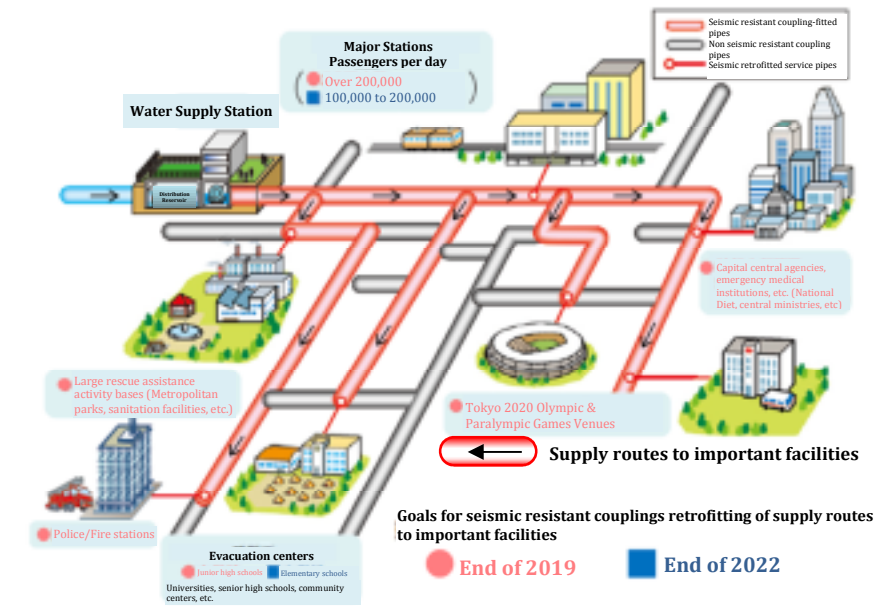 Major Stations
Passengers per day
Over 200,000
100,000 to 200,000
Seismic resistant coupling-fitted
pipes
Non seismic resistant coupling
pipes
Seismic retrofitted service pipes
Water Supply Station
Distribution
Reservoir
Capital central agencies,
emergency medical
institutions, etc. (National
Diet, central ministries, etc)
Large rescue assistance
activity bases (Metropolitan
parks, sanitation facilities, etc.)
Tokyo 2020 Olympic &
Paralympic Games Venues
Supply routes to important facilities
Police/Fire stations
Evacuation centers
Junior high schools
Elementary schools
Universities, senior high schools, community
centers, etc.
Goals for seismic resistant couplings retrofitting of supply routes
to important facilities
End of 2019
End of 2022